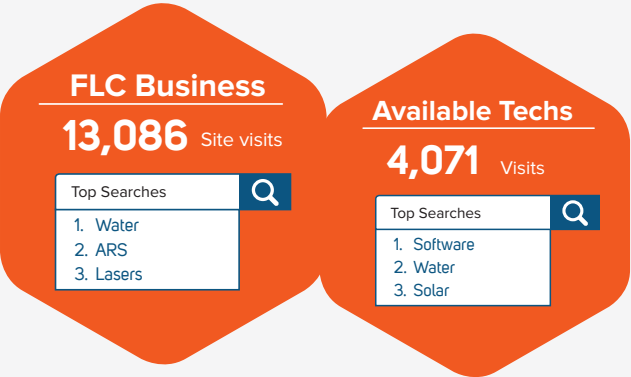 FLC Business
13,086 Site visits
Top Searches
1. Water
2. ARS
3. Lasers
Available Techs
4,071 Visits
Top Searches
1. Software
2. Water
3. Solar